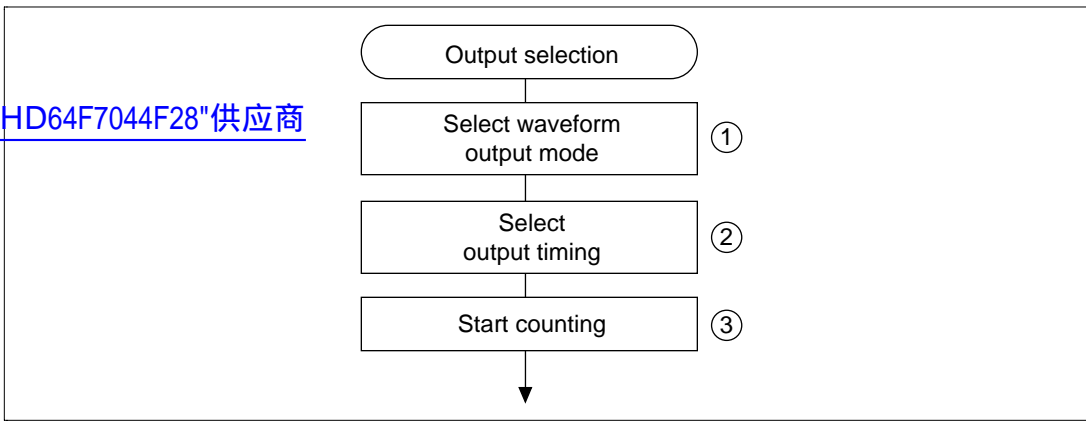 Output selection
HD64F7044F28"供应商
Select waveform
output mode
①
Select
output timing
②
Start counting
③